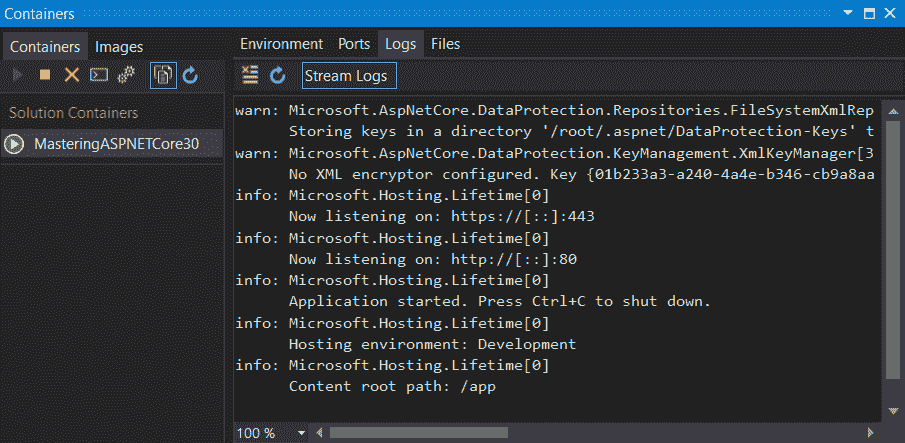 Containers
Containers Images
Environment Ports Logs Files
Stream Logs
Solution Containers
MasteringASPNETCore30
warn: Microsoft.AspNetCore.DataProtection.Repositories.FileSystemXmlRep
Storing keys in a directory '/root/.aspnet/DataProtection-Keys' t
warn: Microsoft.AspNetCore.DataProtection.KeyManagement.XmlKeyManager[3
No XML encryptor configured. Key {01b233a3-a240-4a4e-b346-cb9a8aa
info: Microsoft.Hosting.Lifetime[0]
Now listening on: https://[::]:443
info: Microsoft.Hosting.Lifetime[0]
Now listening on: http://[::]:80
info: Microsoft.Hosting.Lifetime[0]
Application started. Press Ctrl+C to shut down.
info: Microsoft.Hosting.Lifetime[0]
Hosting environment: Development
info: Microsoft.Hosting.Lifetime[0]
Content root path: /app
100 %